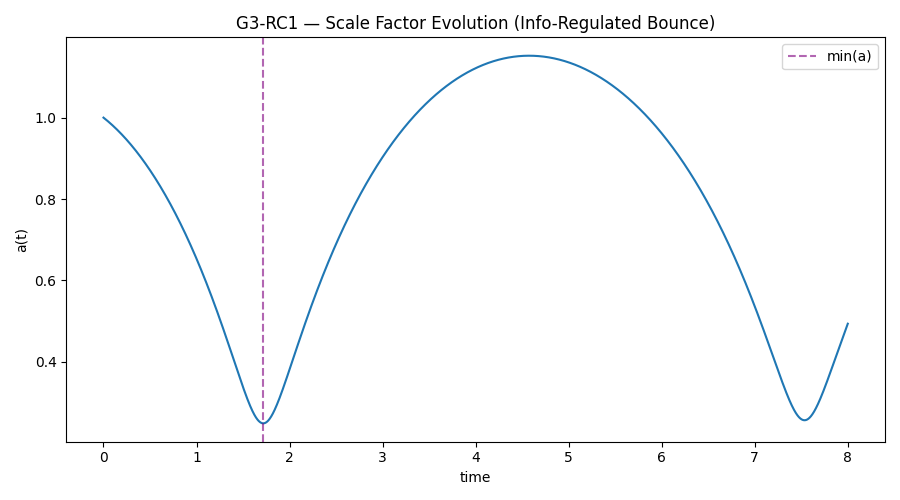 G3-RC1 — Scale Factor Evolution (Info-Regulated Bounce)
min(a)
a(t)
1.0
0.8
0.6
0.4
0 1 2 3 4 5 6 7 8
time